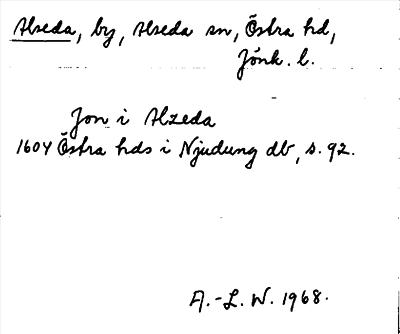 Alseda, by, Alseda sn, Östra hd,
Jönk. l.
Jon i Alzeda
1604 Östra hds i Njudung db, s. 92.
A.-L. W. 1968.